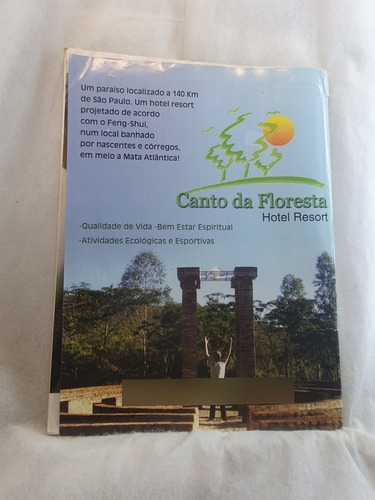 Um paraíso localizado a 140 Km
de São Paulo. Um hotel resort
projetado de acordo
com o Feng-Shui,
num local banhado
por nascentes e córregos,
em meio a Mata Atlântica!
Canto da Floresta
Hotel Resort
-Qualidade de Vida -Bem Estar Espiritual
-Atividades Ecológicas e Esportivas